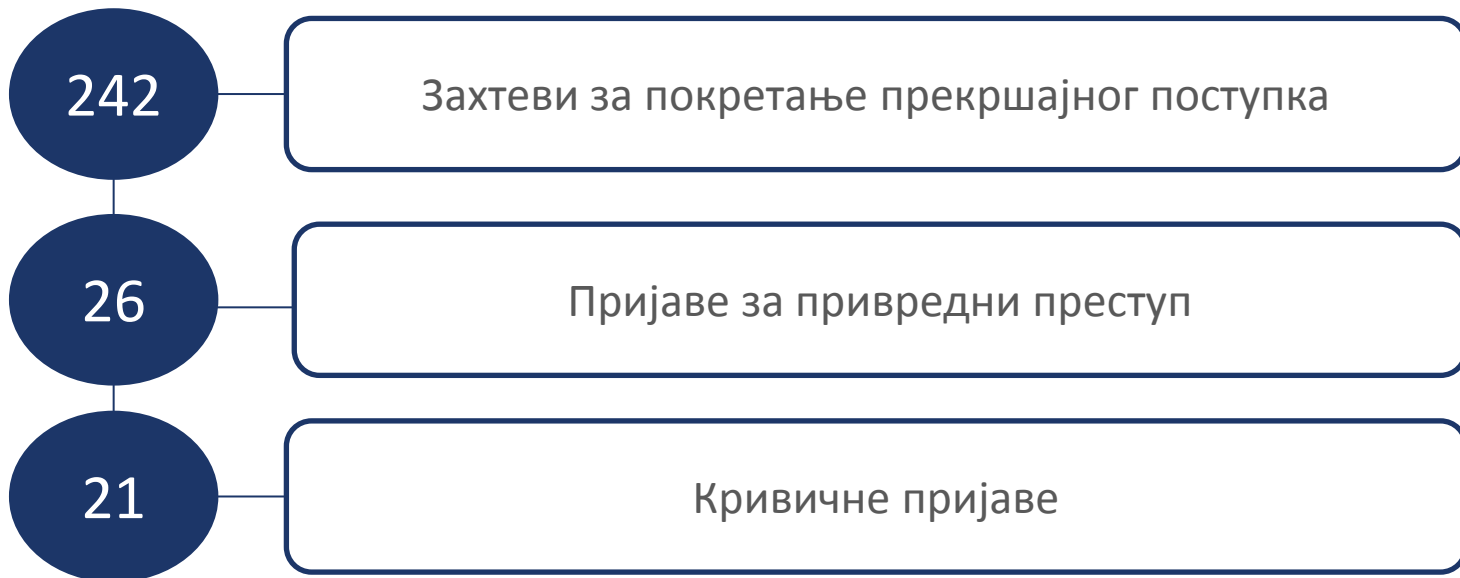 242
Захтеви за покретање прекршајног поступка
26
Пријаве за привредни преступ
21
Кривичне пријаве